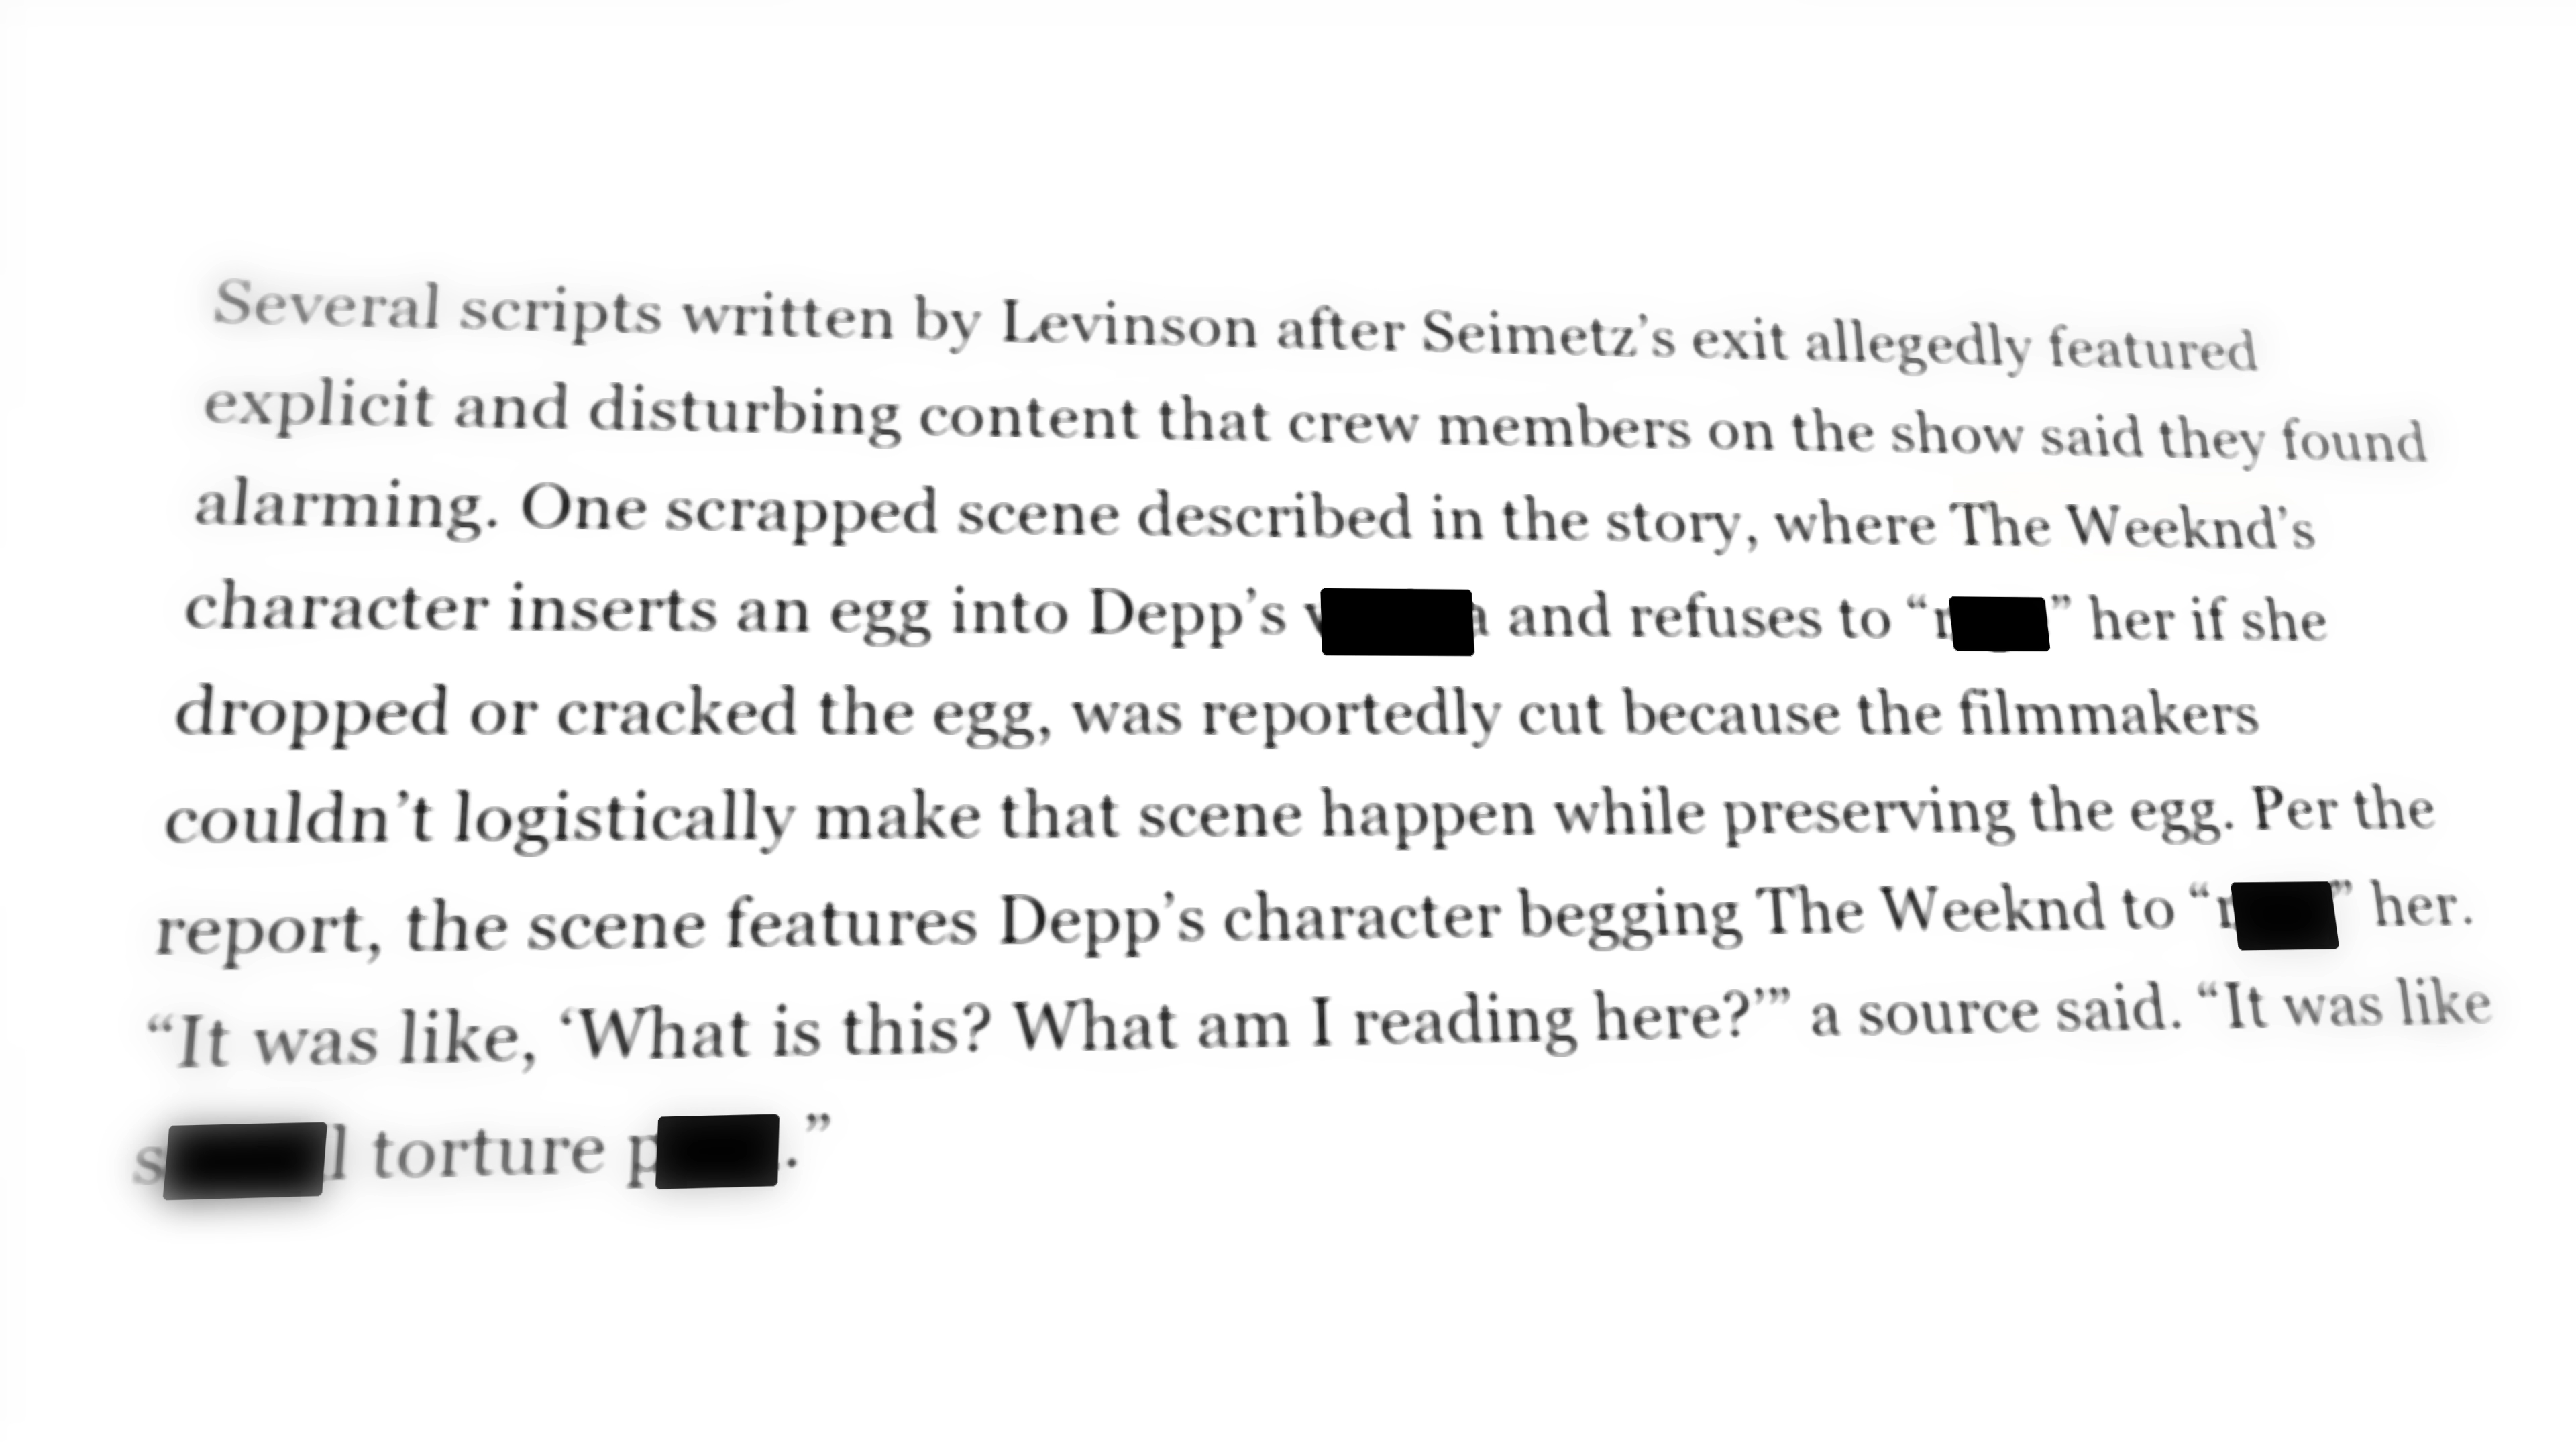 Several scripts written by Levinson after Seimetz’s exit allegedly featured
explicit and disturbing content that crew members on the show said they found
alarming. One scrapped scene described in the story, where The Weeknd’s
character inserts an egg into Depp’s and refuses to “ ” her if she
dropped or cracked the egg, was reportedly cut because the filmmakers
couldn’t logistically make that scene happen while preserving the egg. Per the
report, the scene features Depp’s character begging The Weeknd to “ ” her.
“It was like, ‘What is this? What am I reading here?’” a source said. “It was like
torture .”